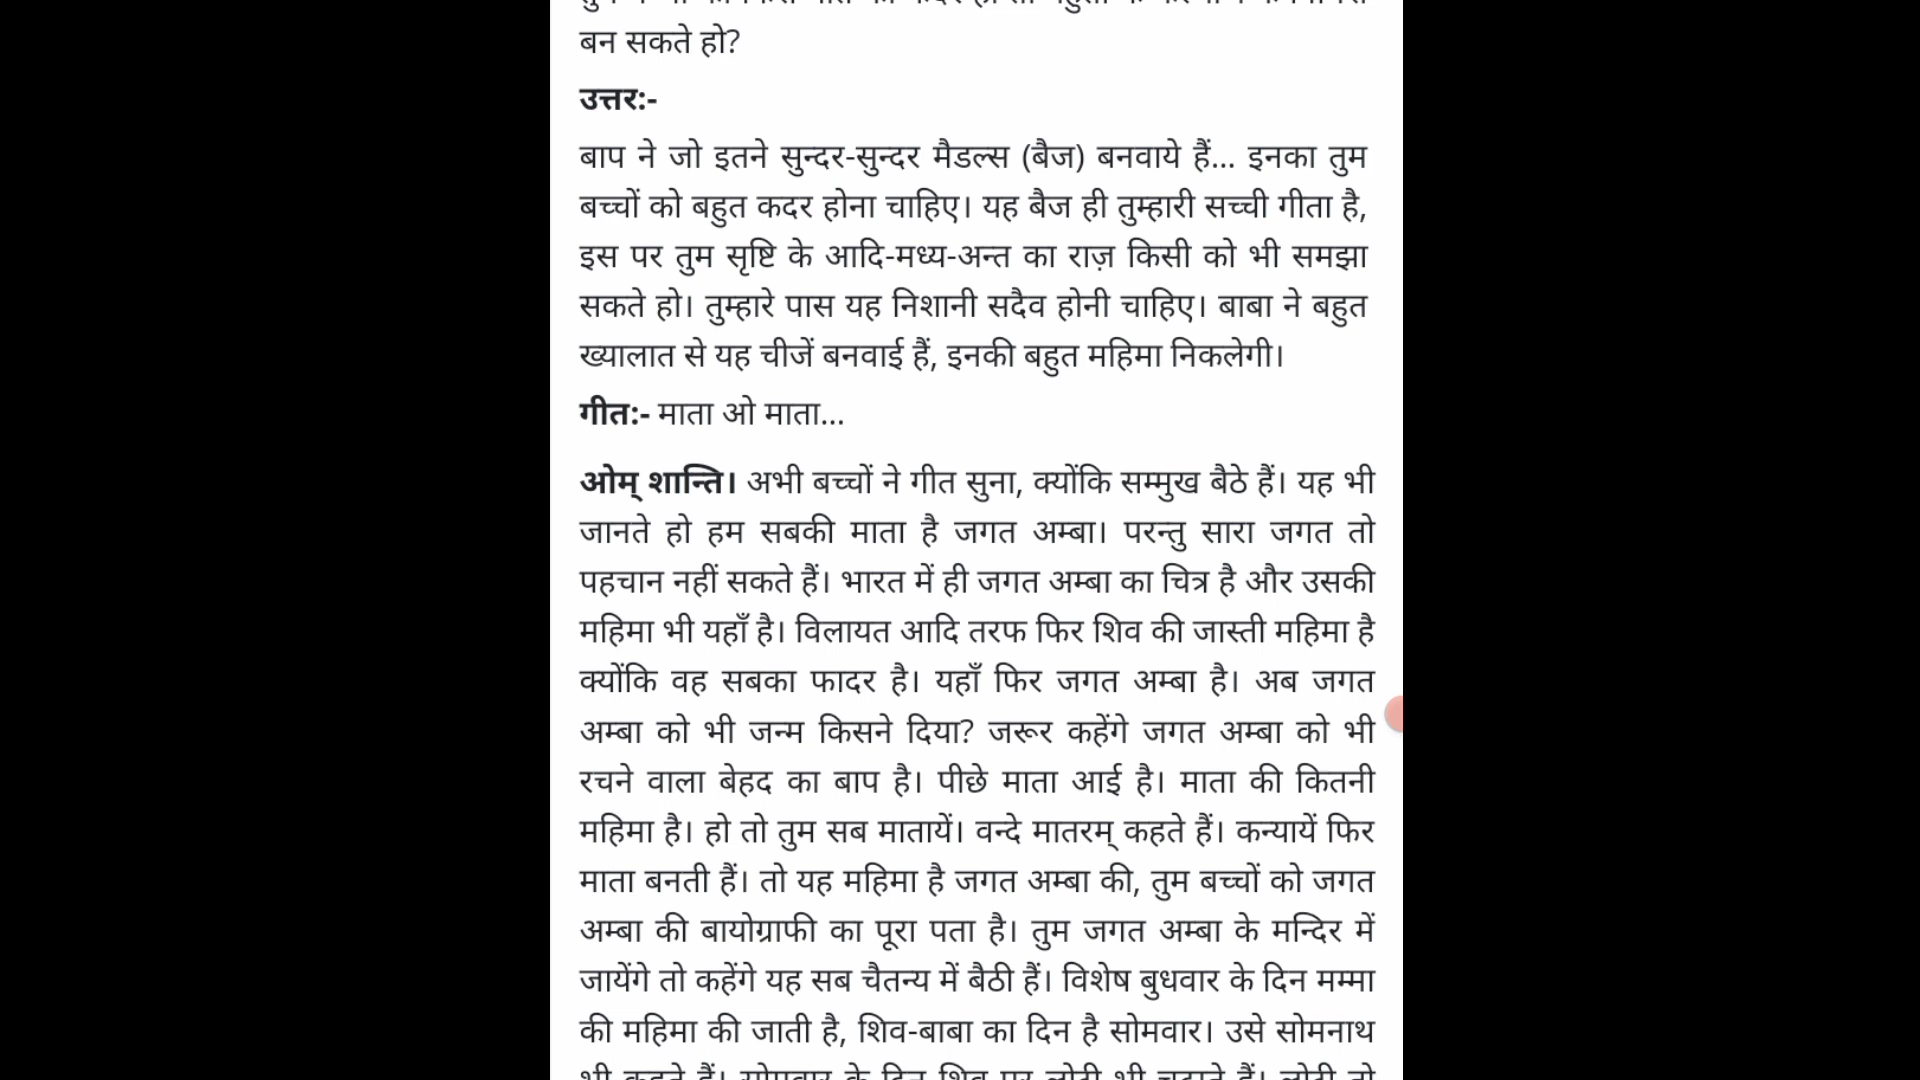 बन सकते हो?
उत्तर:-
बाप ने जो इतने सुन्दर-सुन्दर मैडल्स (बैज) बनवाये हैं... इनका तुम
बच्चों को बहुत कदर होना चाहिए। यह बैज ही तुम्हारी सच्ची गीता है,
इस पर तुम सृष्टि के आदि-मध्य-अन्त का राज़ किसी को भी समझा
सकते हो। तुम्हारे पास यह निशानी सदैव होनी चाहिए। बाबा ने बहुत
ख्यालात से यह चीजें बनवाई हैं, इनकी बहुत महिमा निकलेगी।
गीत:- माता ओ माता...
ओम् शान्ति। अभी बच्चों ने गीत सुना, क्योंकि सम्मुख बैठे हैं। यह भी
जानते हो हम सबकी माता है जगत अम्बा। परन्तु सारा जगत तो
पहचान नहीं सकते हैं। भारत में ही जगत अम्बा का चित्र है और उसकी
महिमा भी यहाँ है। विलायत आदि तरफ फिर शिव की जास्ती महिमा है
क्योंकि वह सबका फादर है। यहाँ फिर जगत अम्बा है। अब जगत
अम्बा को भी जन्म किसने दिया? जरूर कहेंगे जगत अम्बा को भी
रचने वाला बेहद का बाप है। पीछे माता आई है। माता की कितनी
महिमा है। हो तो तुम सब मातायें। वन्दे मातरम् कहते हैं। कन्यायें फिर
माता बनती हैं। तो यह महिमा है जगत अम्बा की, तुम बच्चों को जगत
अम्बा की बायोग्राफी का पूरा पता है। तुम जगत अम्बा के मन्दिर में
जायेंगे तो कहेंगे यह सब चैतन्य में बैठी हैं। विशेष बुधवार के दिन मम्मा
की महिमा की जाती है, शिव-बाबा का दिन है सोमवार। उसे सोमनाथ
भी कहते हैं। सोमवार के दिन शिव पर लोटी भी चढ़ाते हैं। लोटी तो